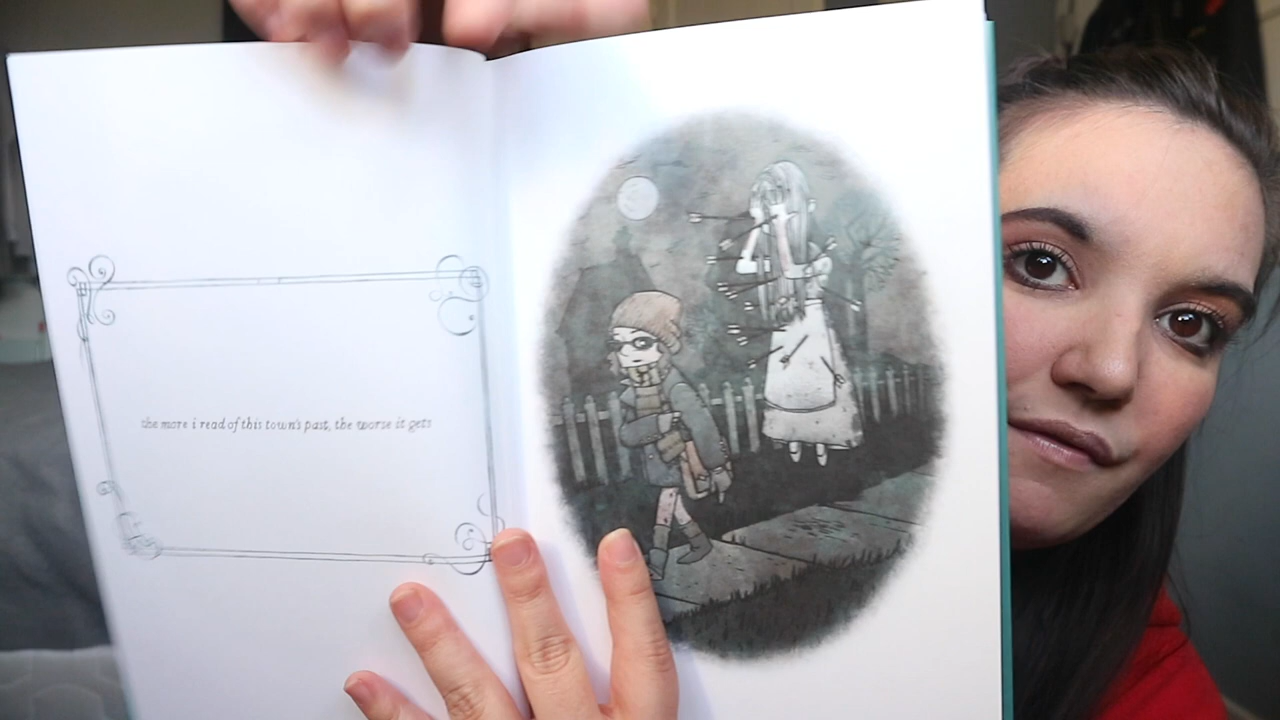 the more i read of this town's past, the worse it gets